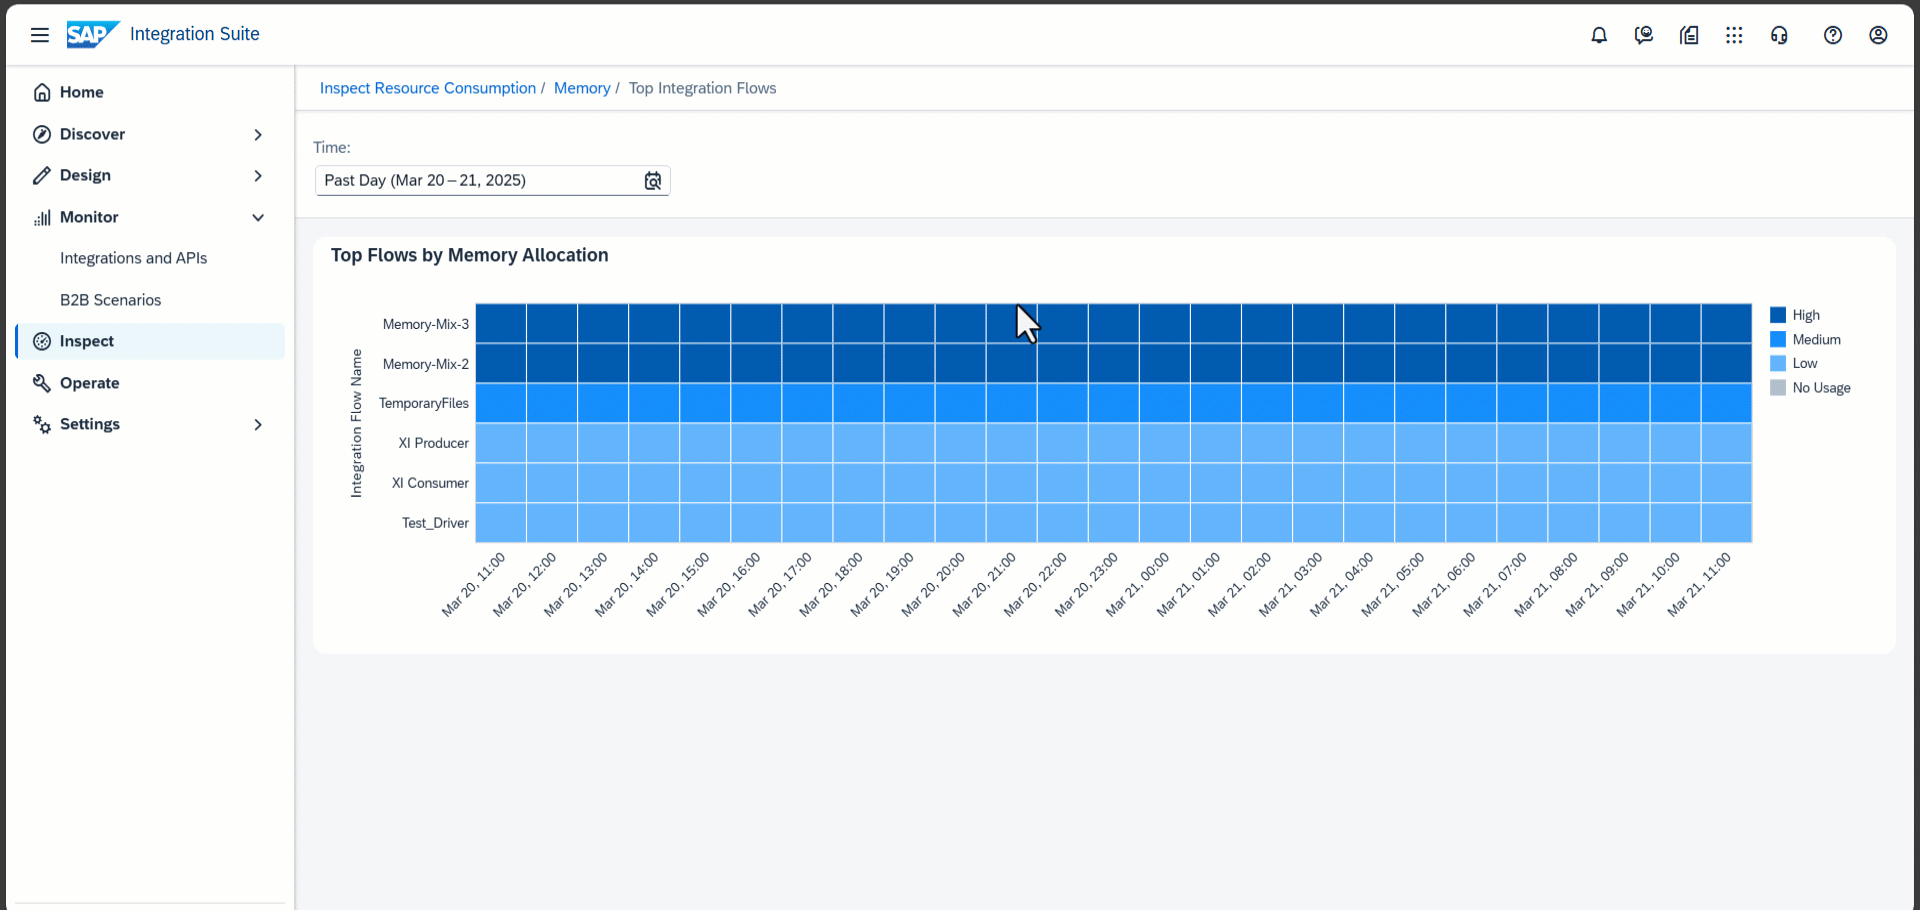 SAP Integration Suite
Home
Discover
Design
Monitor
Integrations and APIs
B2B Scenarios
Inspect
Operate
Settings
Inspect Resource Consumption / Memory / Top Integration Flows
Time:
Past Day (Mar 20 – 21, 2025)
Top Flows by Memory Allocation
Integration Flow Name
Memory-Mix-3
Memory-Mix-2
TemporaryFiles
XI Producer
XI Consumer
Test_Driver
Mar 20, 11:00
Mar 20, 12:00
Mar 20, 13:00
Mar 20, 14:00
Mar 20, 15:00
Mar 20, 16:00
Mar 20, 17:00
Mar 20, 18:00
Mar 20, 19:00
Mar 20, 20:00
Mar 20, 21:00
Mar 20, 22:00
Mar 20, 23:00
Mar 21, 00:00
Mar 21, 01:00
Mar 21, 02:00
Mar 21, 03:00
Mar 21, 04:00
Mar 21, 05:00
Mar 21, 06:00
Mar 21, 07:00
Mar 21, 08:00
Mar 21, 09:00
Mar 21, 10:00
Mar 21, 11:00
High
Medium
Low
No Usage